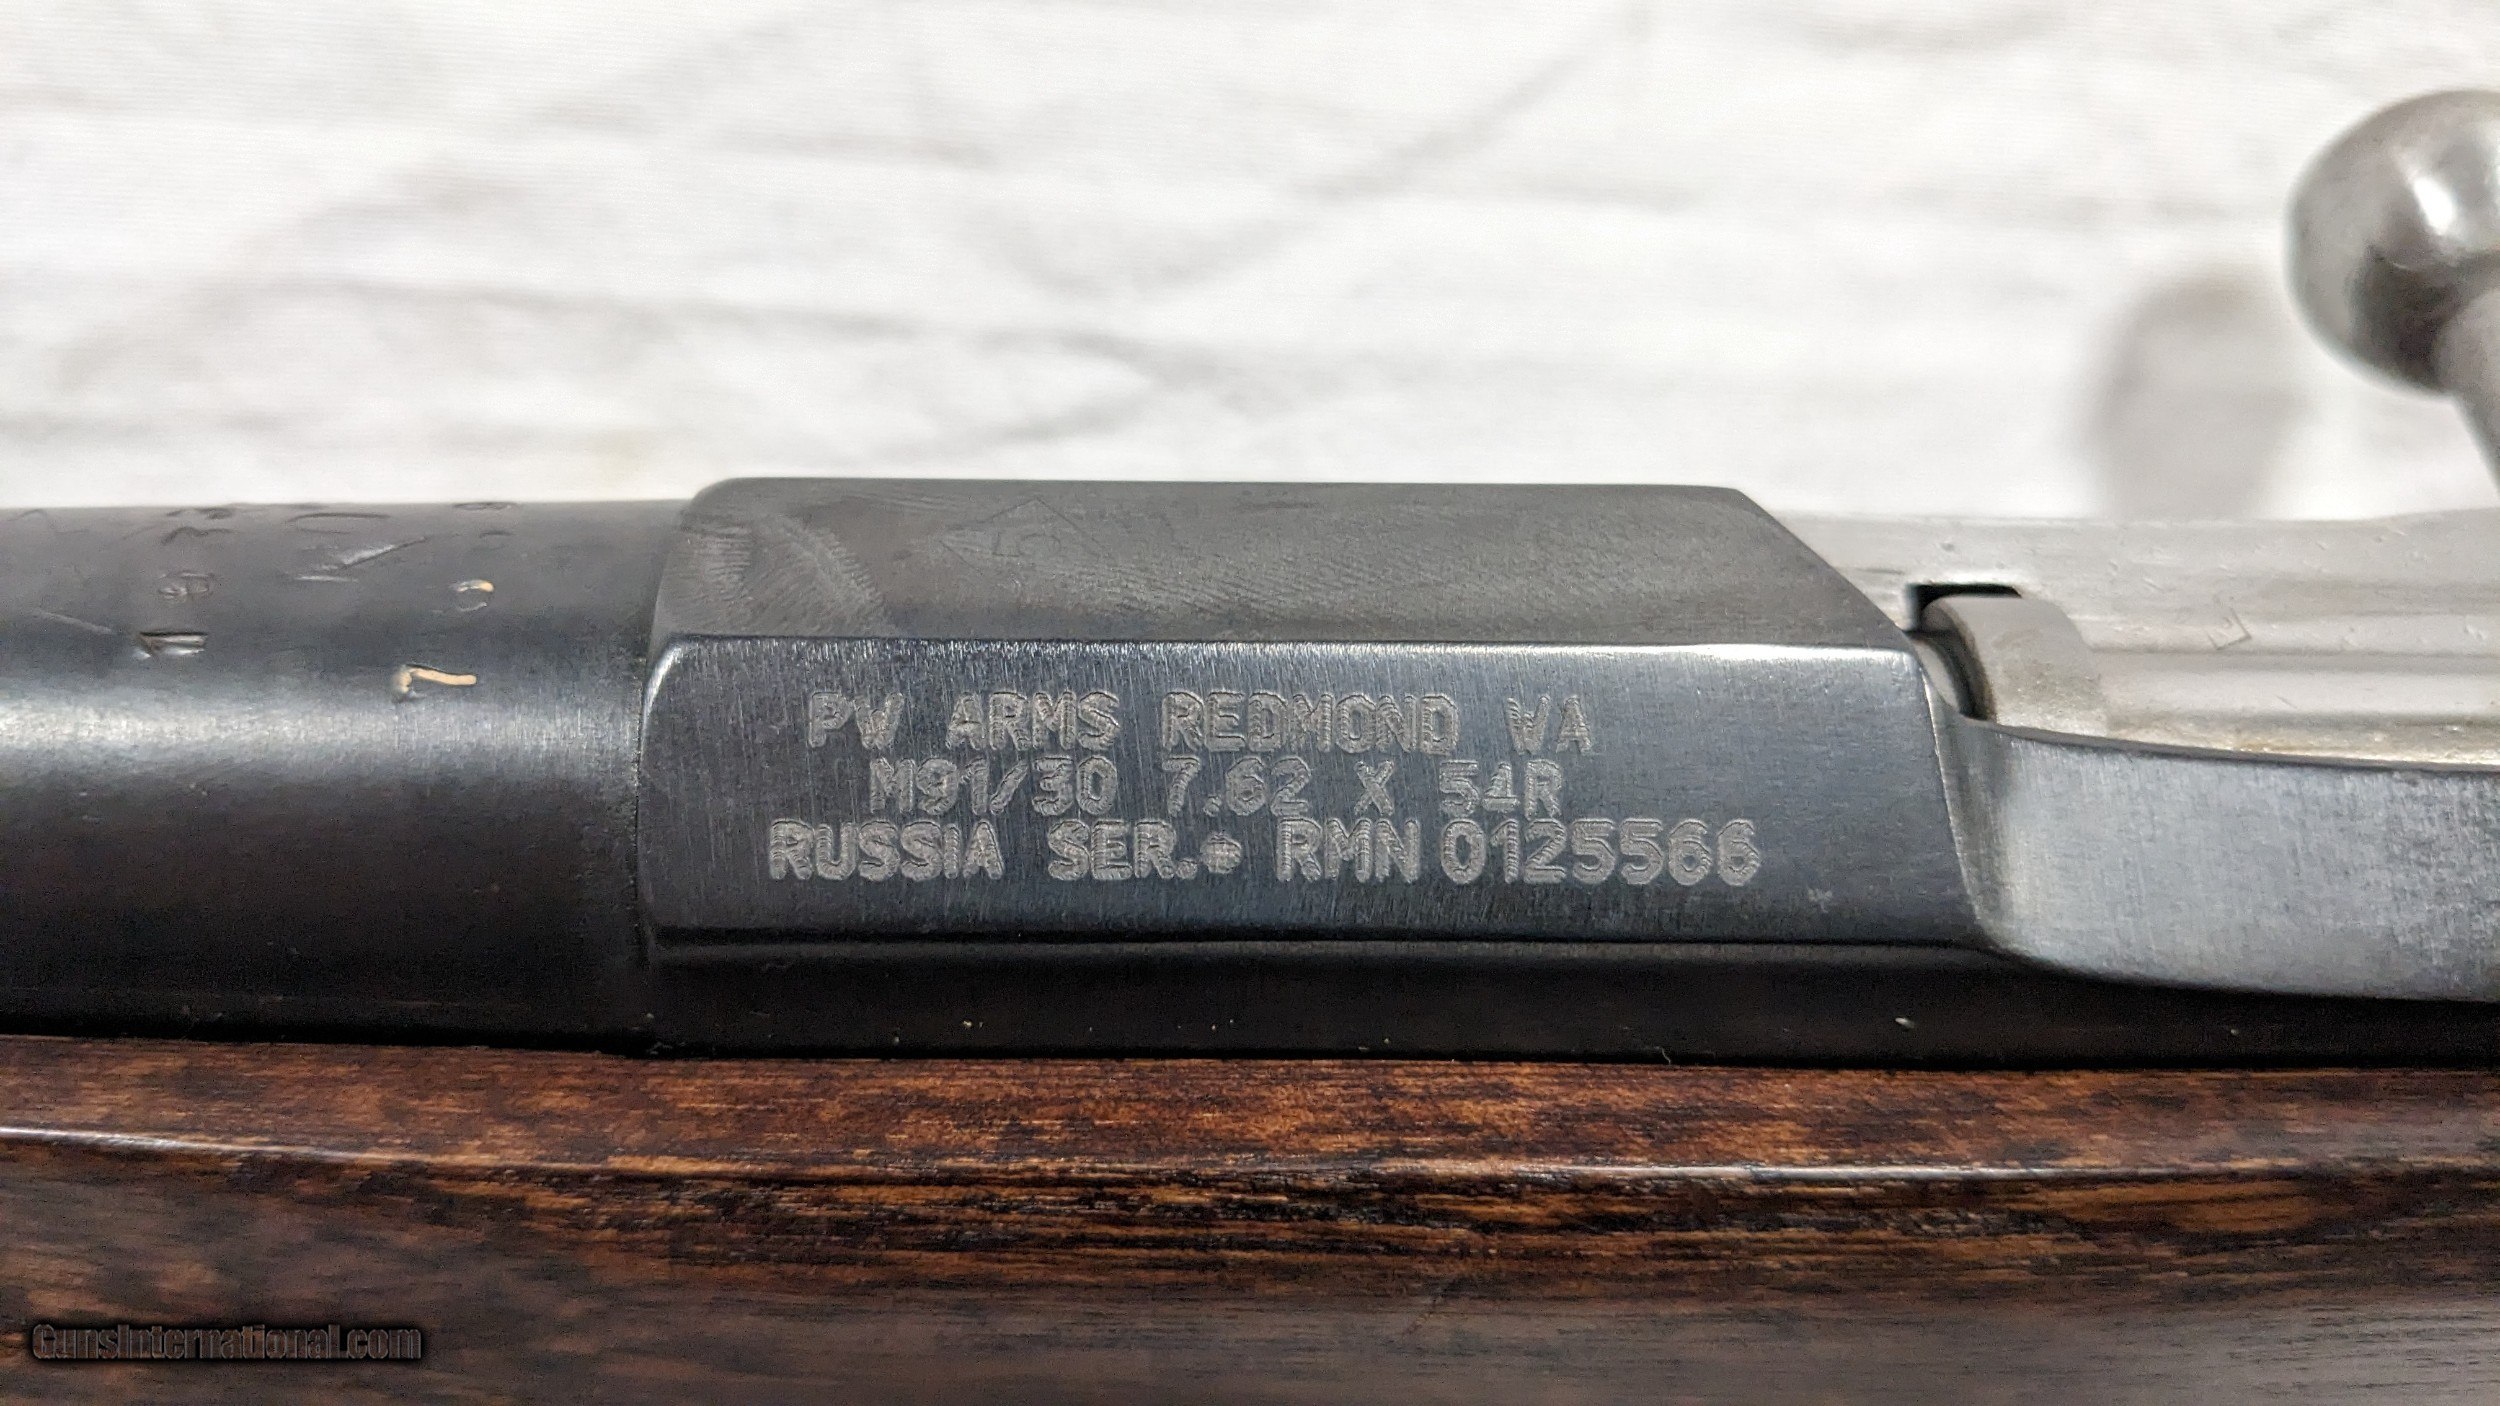 PW ARMS REDMOND WA
M91/30 7.62 X 54R
RUSSIA SER. RMN 0125566
GunsInternational.com